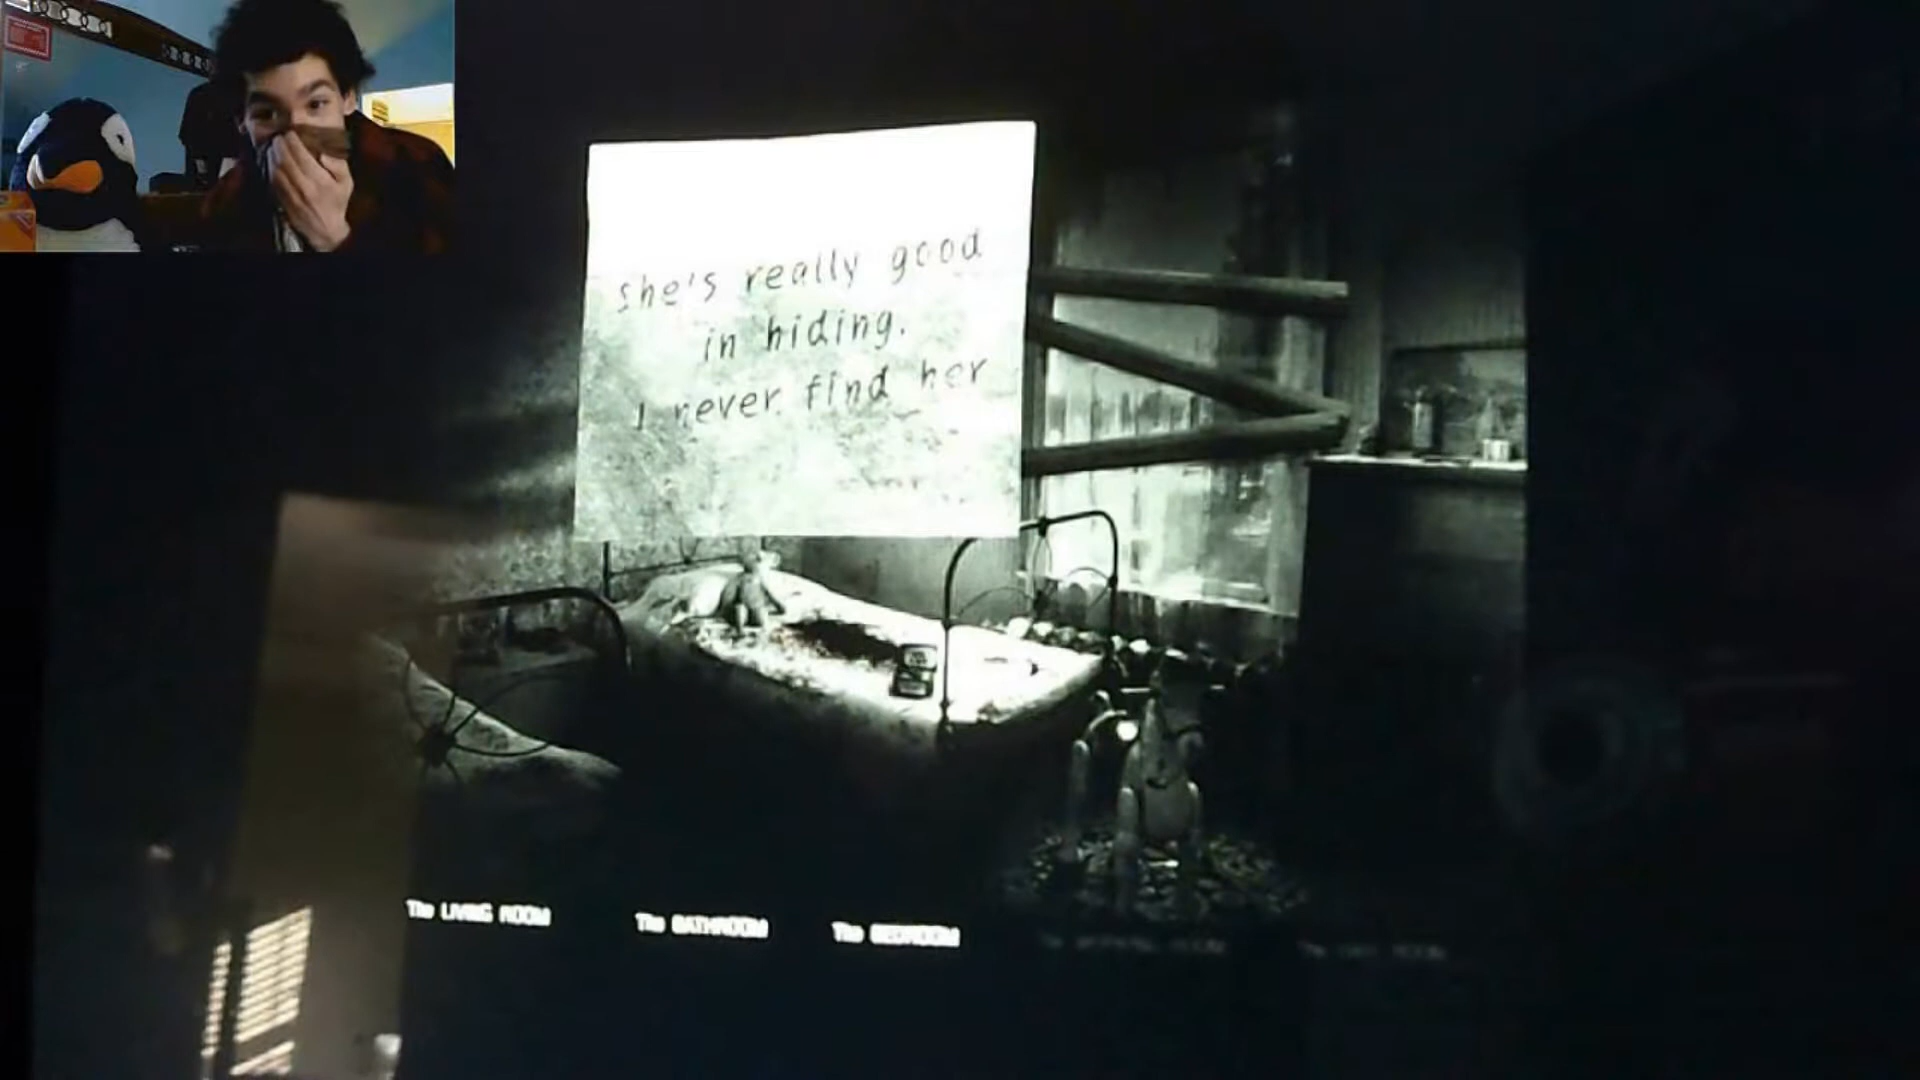 She's really good
in hiding.
I never find her
The LIVING ROOM
The BATHROOM
The BEDROOM